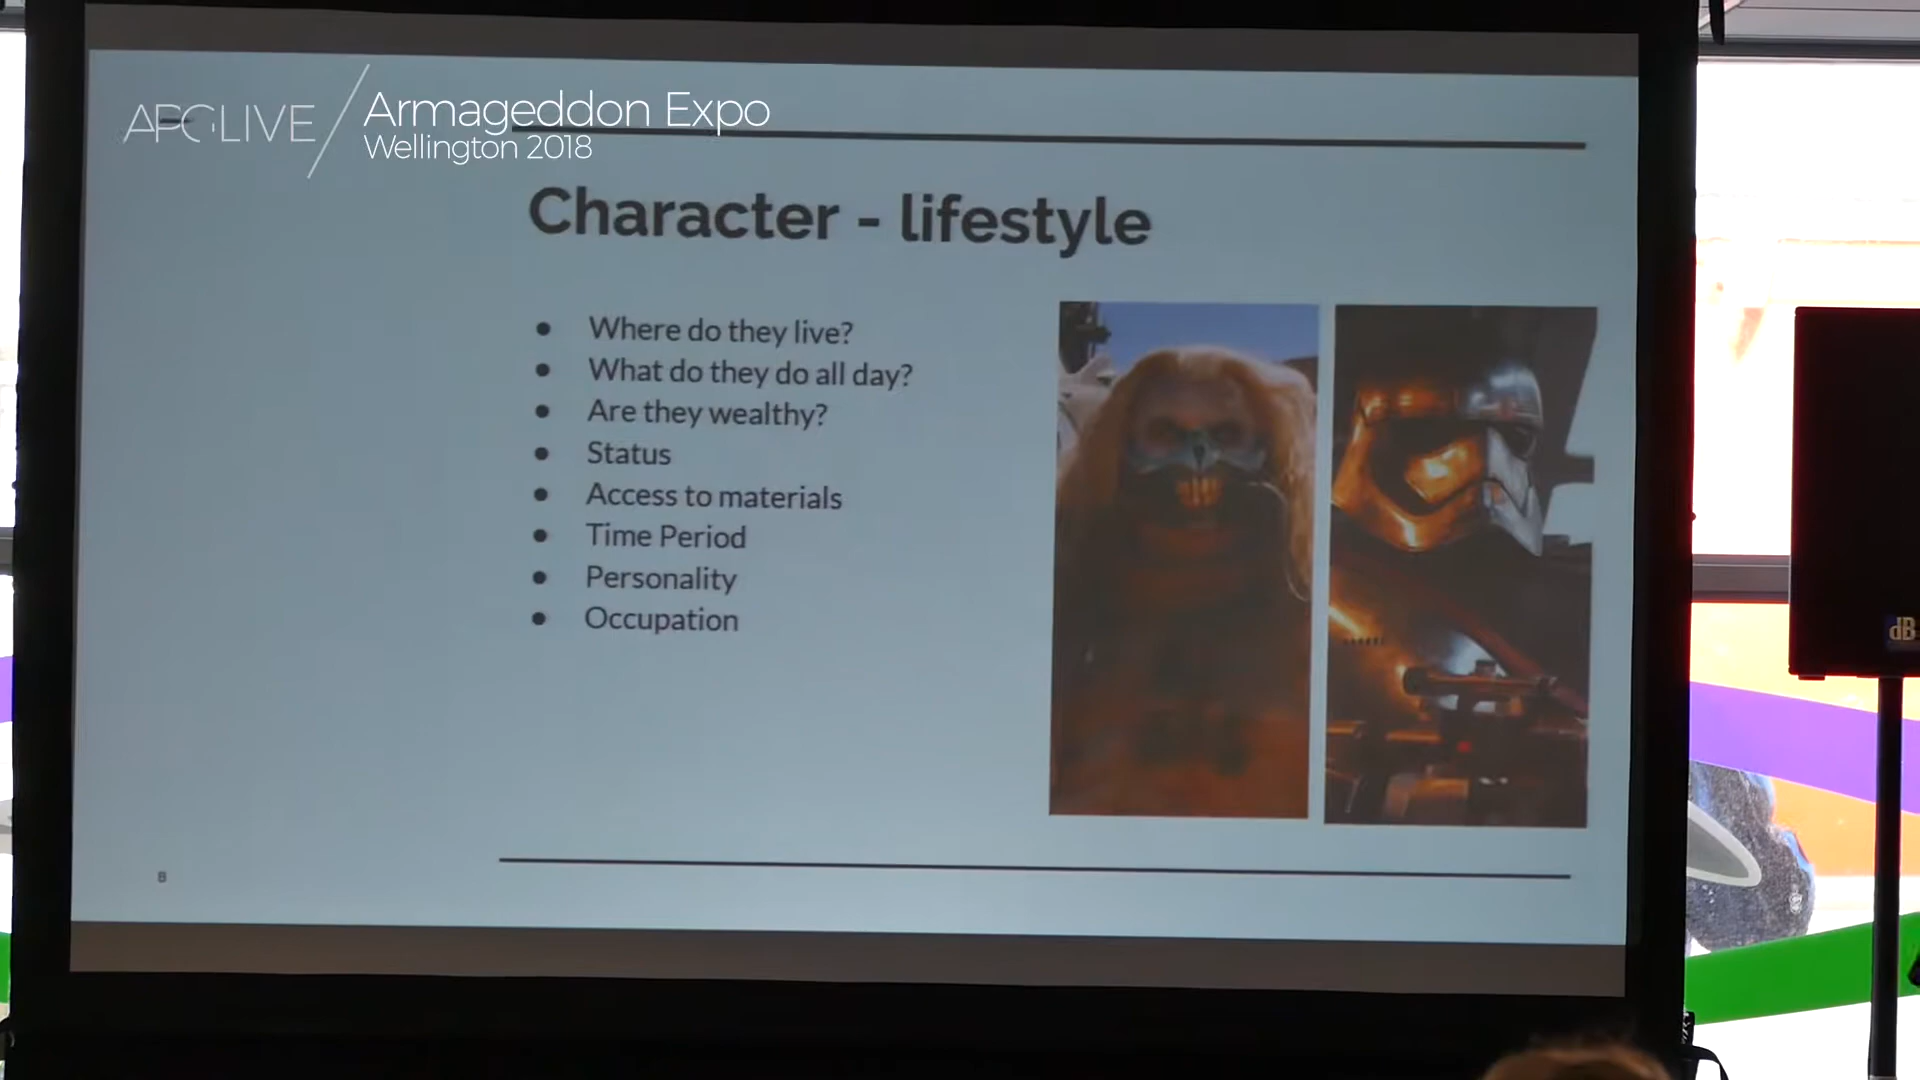 APGLIVE
Armageddon Expo
Wellington 2018
Character - lifestyle
● Where do they live?
● What do they do all day?
● Are they wealthy?
● Status
● Access to materials
● Time Period
● Personality
● Occupation
8
dB